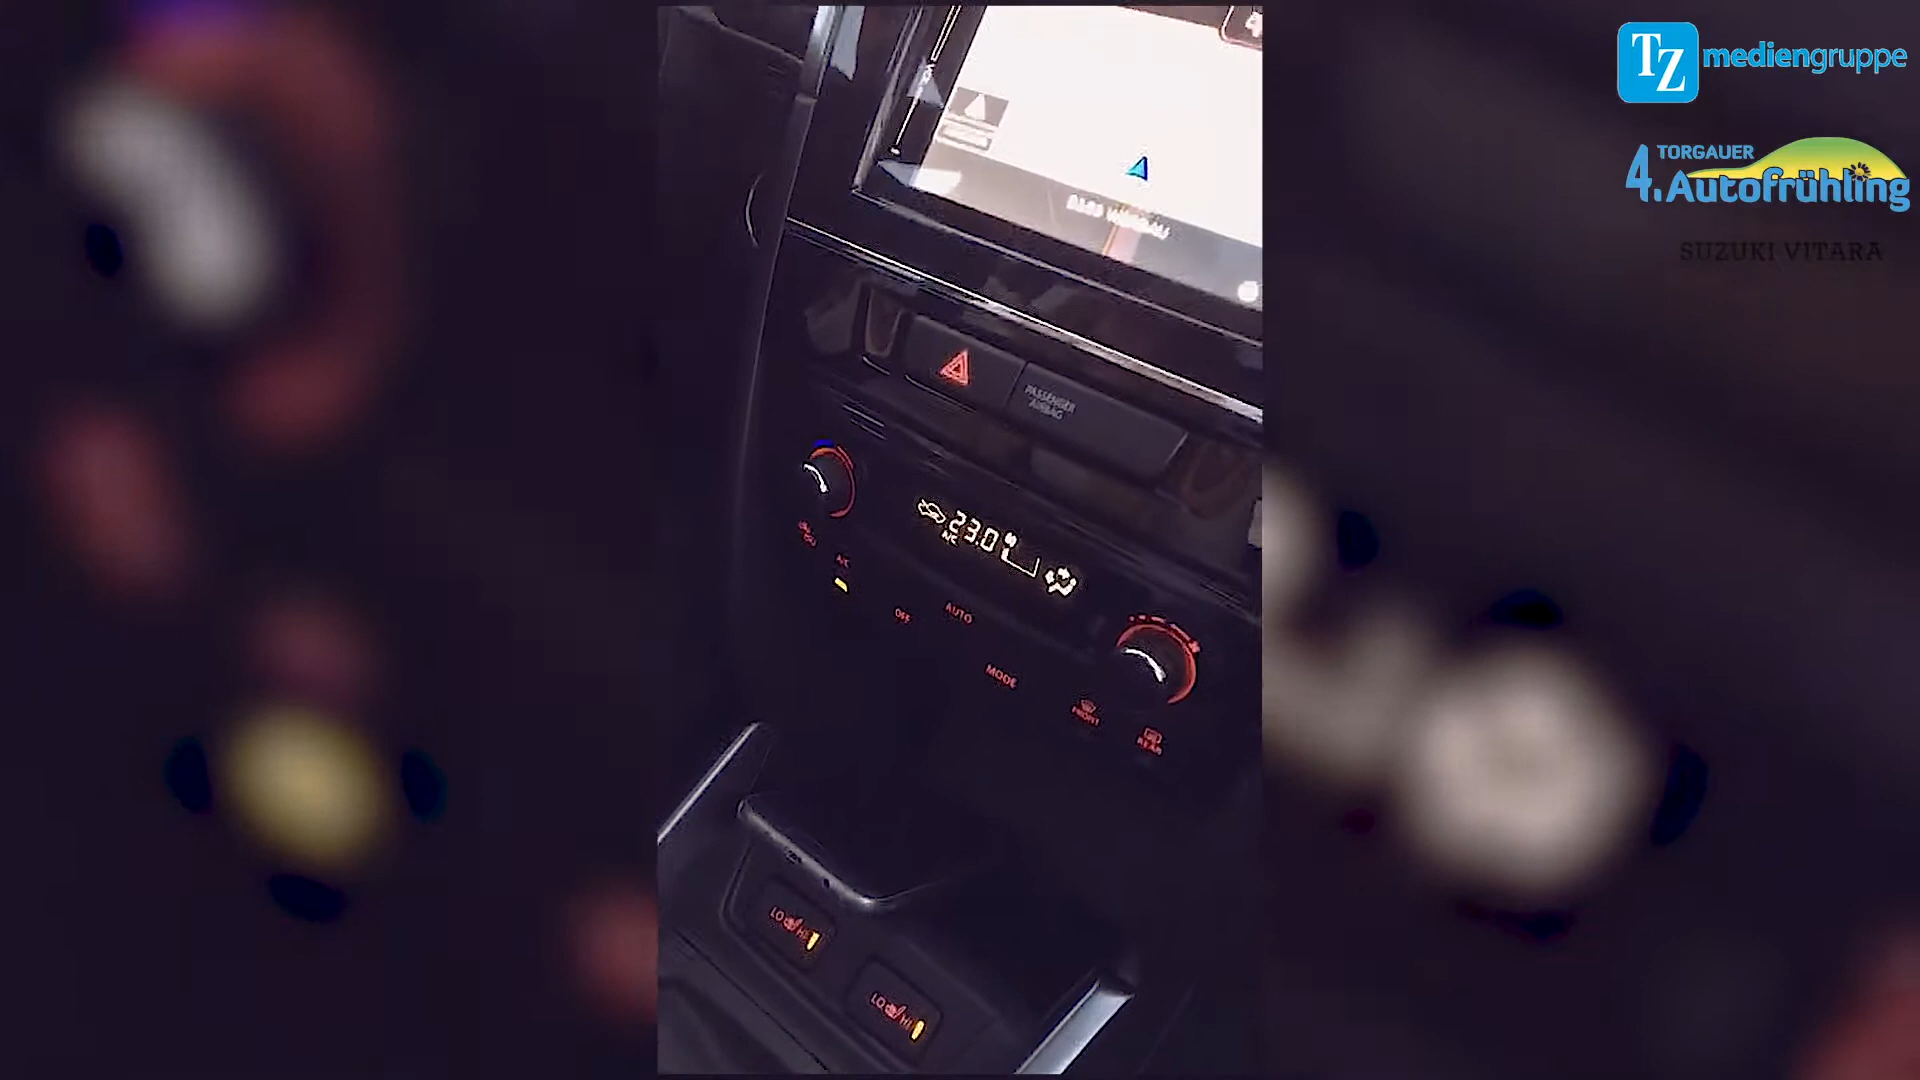 TZ mediengruppe
4. TORGAUER
Autofrühling
SUZUKI VITARA
PASSENGER
AIRBAG
23.0
A/C
A/C
OFF
AUTO
MODE
FRONT
REAR
LO/HI
LO/HI